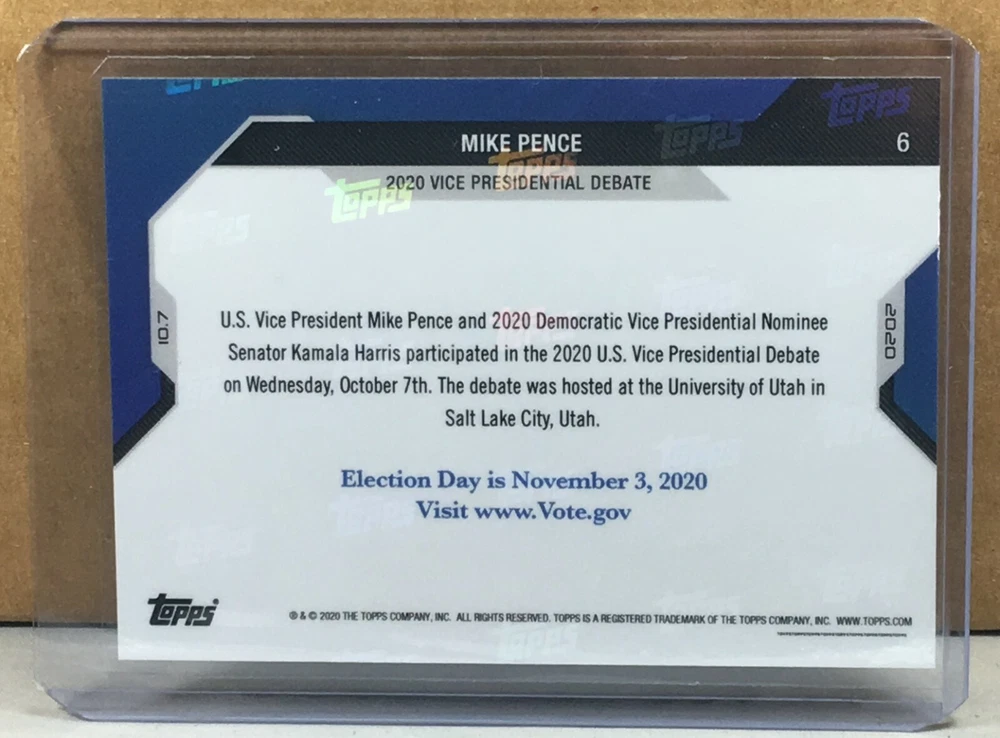 MIKE PENCE
6
2020 VICE PRESIDENTIAL DEBATE
10.7
2020
U.S. Vice President Mike Pence and 2020 Democratic Vice Presidential Nominee
Senator Kamala Harris participated in the 2020 U.S. Vice Presidential Debate
on Wednesday, October 7th. The debate was hosted at the University of Utah in
Salt Lake City, Utah.
Election Day is November 3, 2020
Visit www.Vote.gov
Topps®
® & © 2020 THE TOPPS COMPANY, INC. ALL RIGHTS RESERVED. TOPPS IS A REGISTERED TRADEMARK OF THE TOPPS COMPANY, INC. WWW.TOPPS.COM
Topps
Topps
Topps
Topps